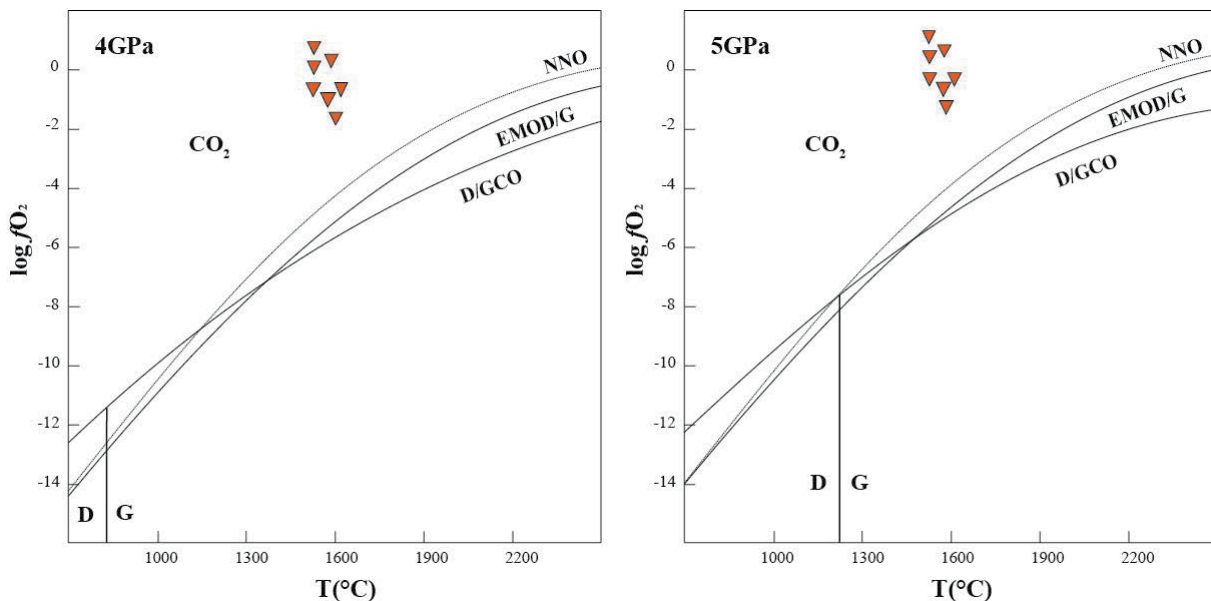 4GPa
NNO
EMOD/G
D/GCO
CO2
log fO2
0
-2
-4
-6
-8
-10
-12
-14
D G
1000 1300 1600 1900 2200
T(°C)
5GPa
NNO
EMOD/G
D/GCO
CO2
log fO2
0
-2
-4
-6
-8
-10
-12
-14
D G
1000 1300 1600 1900 2200
T(°C)